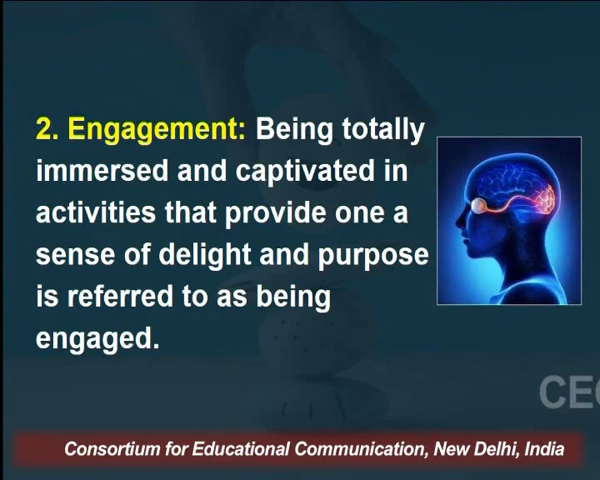 2. Engagement: Being totally
immersed and captivated in
activities that provide one a
sense of delight and purpose
is referred to as being
engaged.
CEC
Consortium for Educational Communication, New Delhi, India